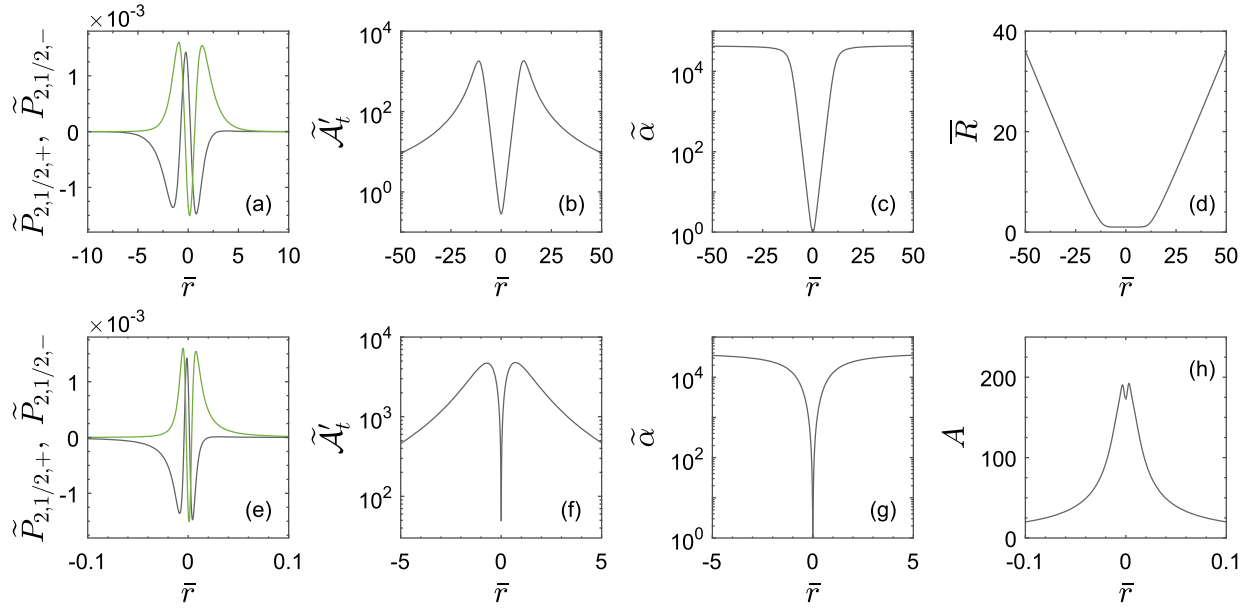 ×10⁻³
P̃₂,₁/₂,₊, P̃₂,₁/₂,₋
1
0
-1
(a)
-10 -5 0 5 10
r̄
𝒜̃′ₜ
10⁴
10²
10⁰
(b)
-50 -25 0 25 50
r̄
α̃
10⁴
10²
10⁰
(c)
-50 -25 0 25 50
r̄
R̄
40
20
0
(d)
-50 -25 0 25 50
r̄
×10⁻³
P̃₂,₁/₂,₊, P̃₂,₁/₂,₋
1
0
-1
(e)
-0.1 0 0.1
r̄
𝒜̃′ₜ
10⁴
10³
10²
(f)
-5 0 5
r̄
α̃
10⁴
10²
10⁰
(g)
-5 0 5
r̄
A
200
100
0
(h)
-0.1 0 0.1
r̄